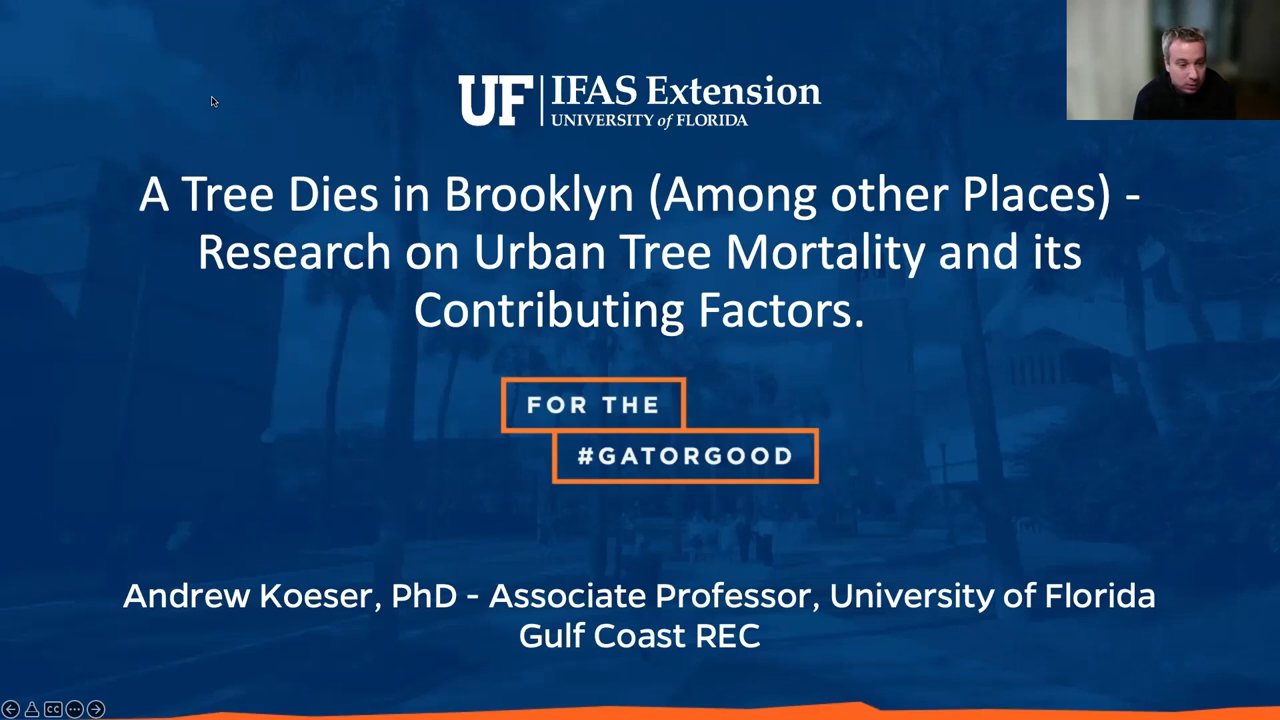 UF IFAS Extension
UNIVERSITY of FLORIDA
A Tree Dies in Brooklyn (Among other Places) -
Research on Urban Tree Mortality and its
Contributing Factors.
FOR THE
#GATORGOOD
Andrew Koeser, PhD - Associate Professor, University of Florida
Gulf Coast REC
CC